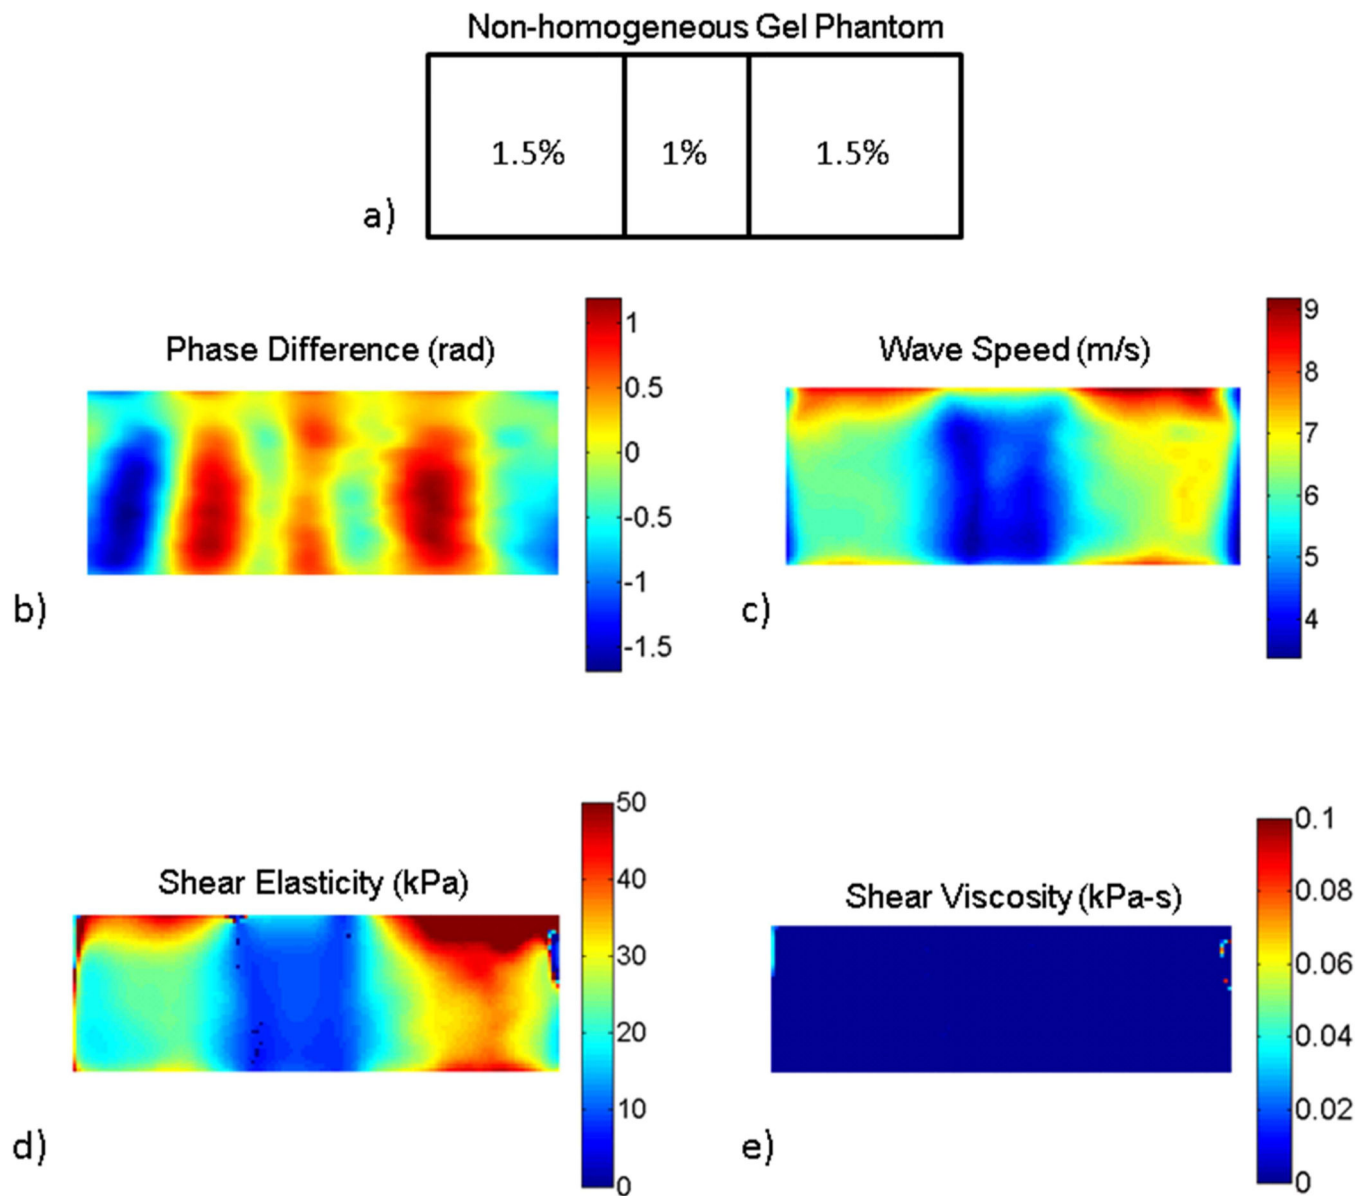 Non-homogeneous Gel Phantom
1.5% 1% 1.5%
a)
Phase Difference (rad)
1
0.5
0
-0.5
-1
-1.5
b)
Wave Speed (m/s)
9
8
7
6
5
4
c)
Shear Elasticity (kPa)
50
40
30
20
10
0
d)
Shear Viscosity (kPa-s)
0.1
0.08
0.06
0.04
0.02
0
e)